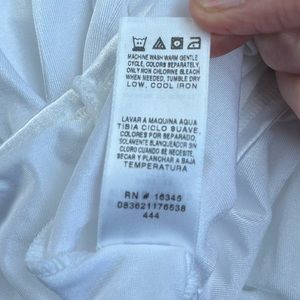 MACHINE WASH WARM GENTLE
CYCLE, COLORS SEPARATELY,
ONLY NON CHLORINE BLEACH
WHEN NEEDED, TUMBLE DRY
LOW, COOL IRON
LAVAR A MAQUINA AQUA
TIBIA CICLO SUAVE,
COLORES POR SEPARADO,
SOLAMENTE BLANQUEADOR SIN
CLORO CUANDO SE NECESITE,
SECAR Y PLANCHAR A BAJA
TEMPERATURA
RN # 16345
083621176538
444